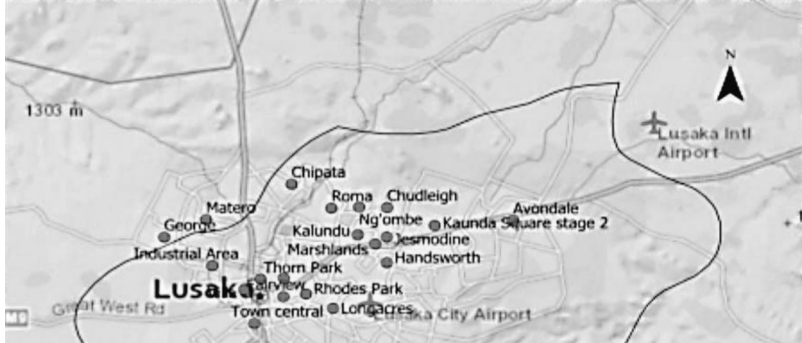 N
1303 m
Lusaka Intl
Airport
Chipata
Roma
Chudleigh
Matero
Avondale
George
Ng'ombe
Kaunda Square stage 2
Kalundu
Jesmodine
Marshlands
Industrial Area
Handsworth
Thorn Park
Lusaka
Fairview
Rhodes Park
Great West Rd
Town central
Longacres
Lusaka City Airport